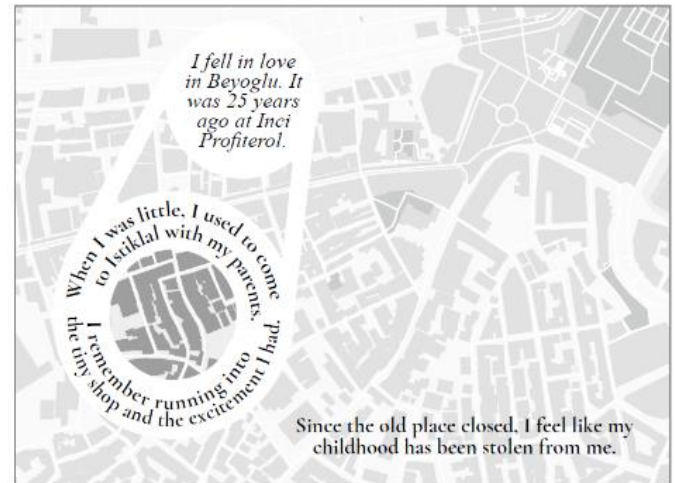 I fell in love
in Beyoglu. It
was 25 years
ago at Inci
Profiterol.
When I was little, I used to come
to Istiklal with my parents.
I remember running into
the tiny shop and the excitement I had.
Since the old place closed, I feel like my
childhood has been stolen from me.